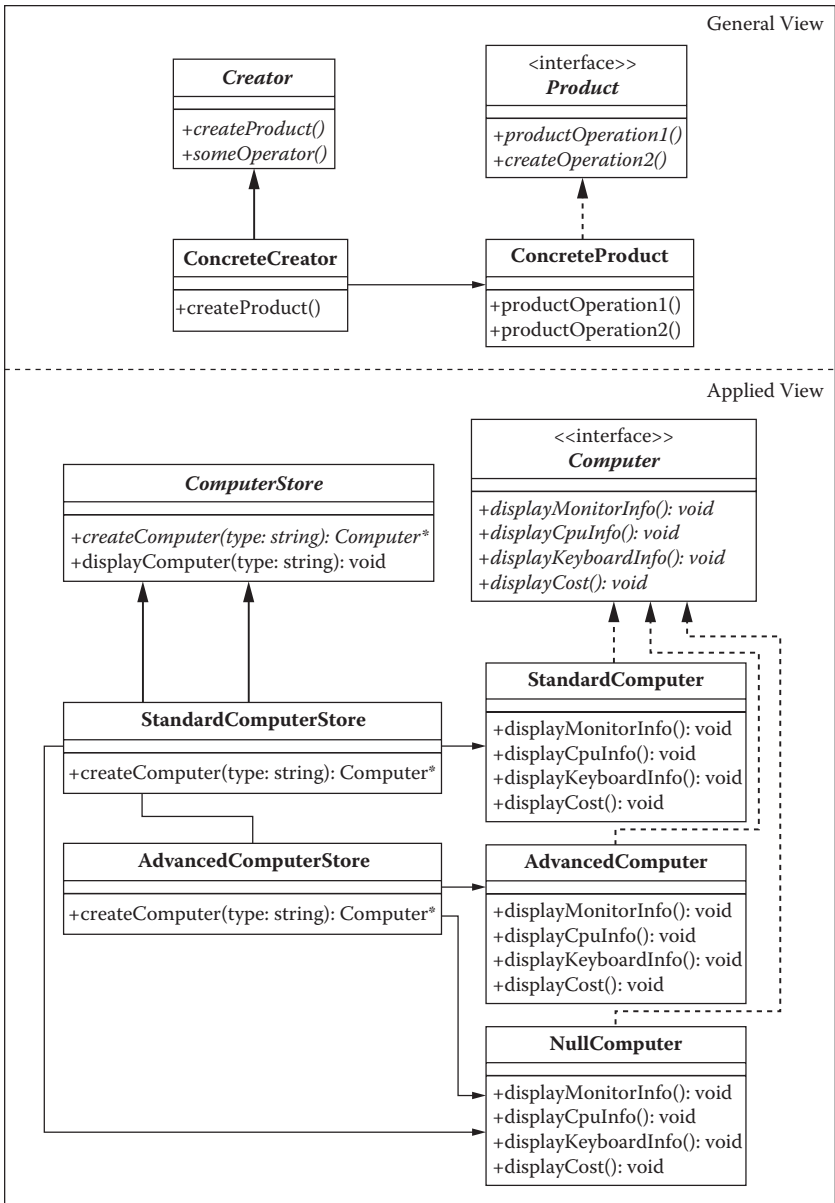 General View
Creator
+createProduct()
+someOperator()
<interface>>
Product
+productOperation1()
+createOperation2()
ConcreteCreator
+createProduct()
ConcreteProduct
+productOperation1()
+productOperation2()
Applied View
ComputerStore
+createComputer(type: string): Computer*
+displayComputer(type: string): void
<<interface>>
Computer
+displayMonitorInfo(): void
+displayCpuInfo(): void
+displayKeyboardInfo(): void
+displayCost(): void
StandardComputerStore
+createComputer(type: string): Computer*
StandardComputer
+displayMonitorInfo(): void
+displayCpuInfo(): void
+displayKeyboardInfo(): void
+displayCost(): void
AdvancedComputerStore
+createComputer(type: string): Computer*
AdvancedComputer
+displayMonitorInfo(): void
+displayCpuInfo(): void
+displayKeyboardInfo(): void
+displayCost(): void
NullComputer
+displayMonitorInfo(): void
+displayCpuInfo(): void
+displayKeyboardInfo(): void
+displayCost(): void